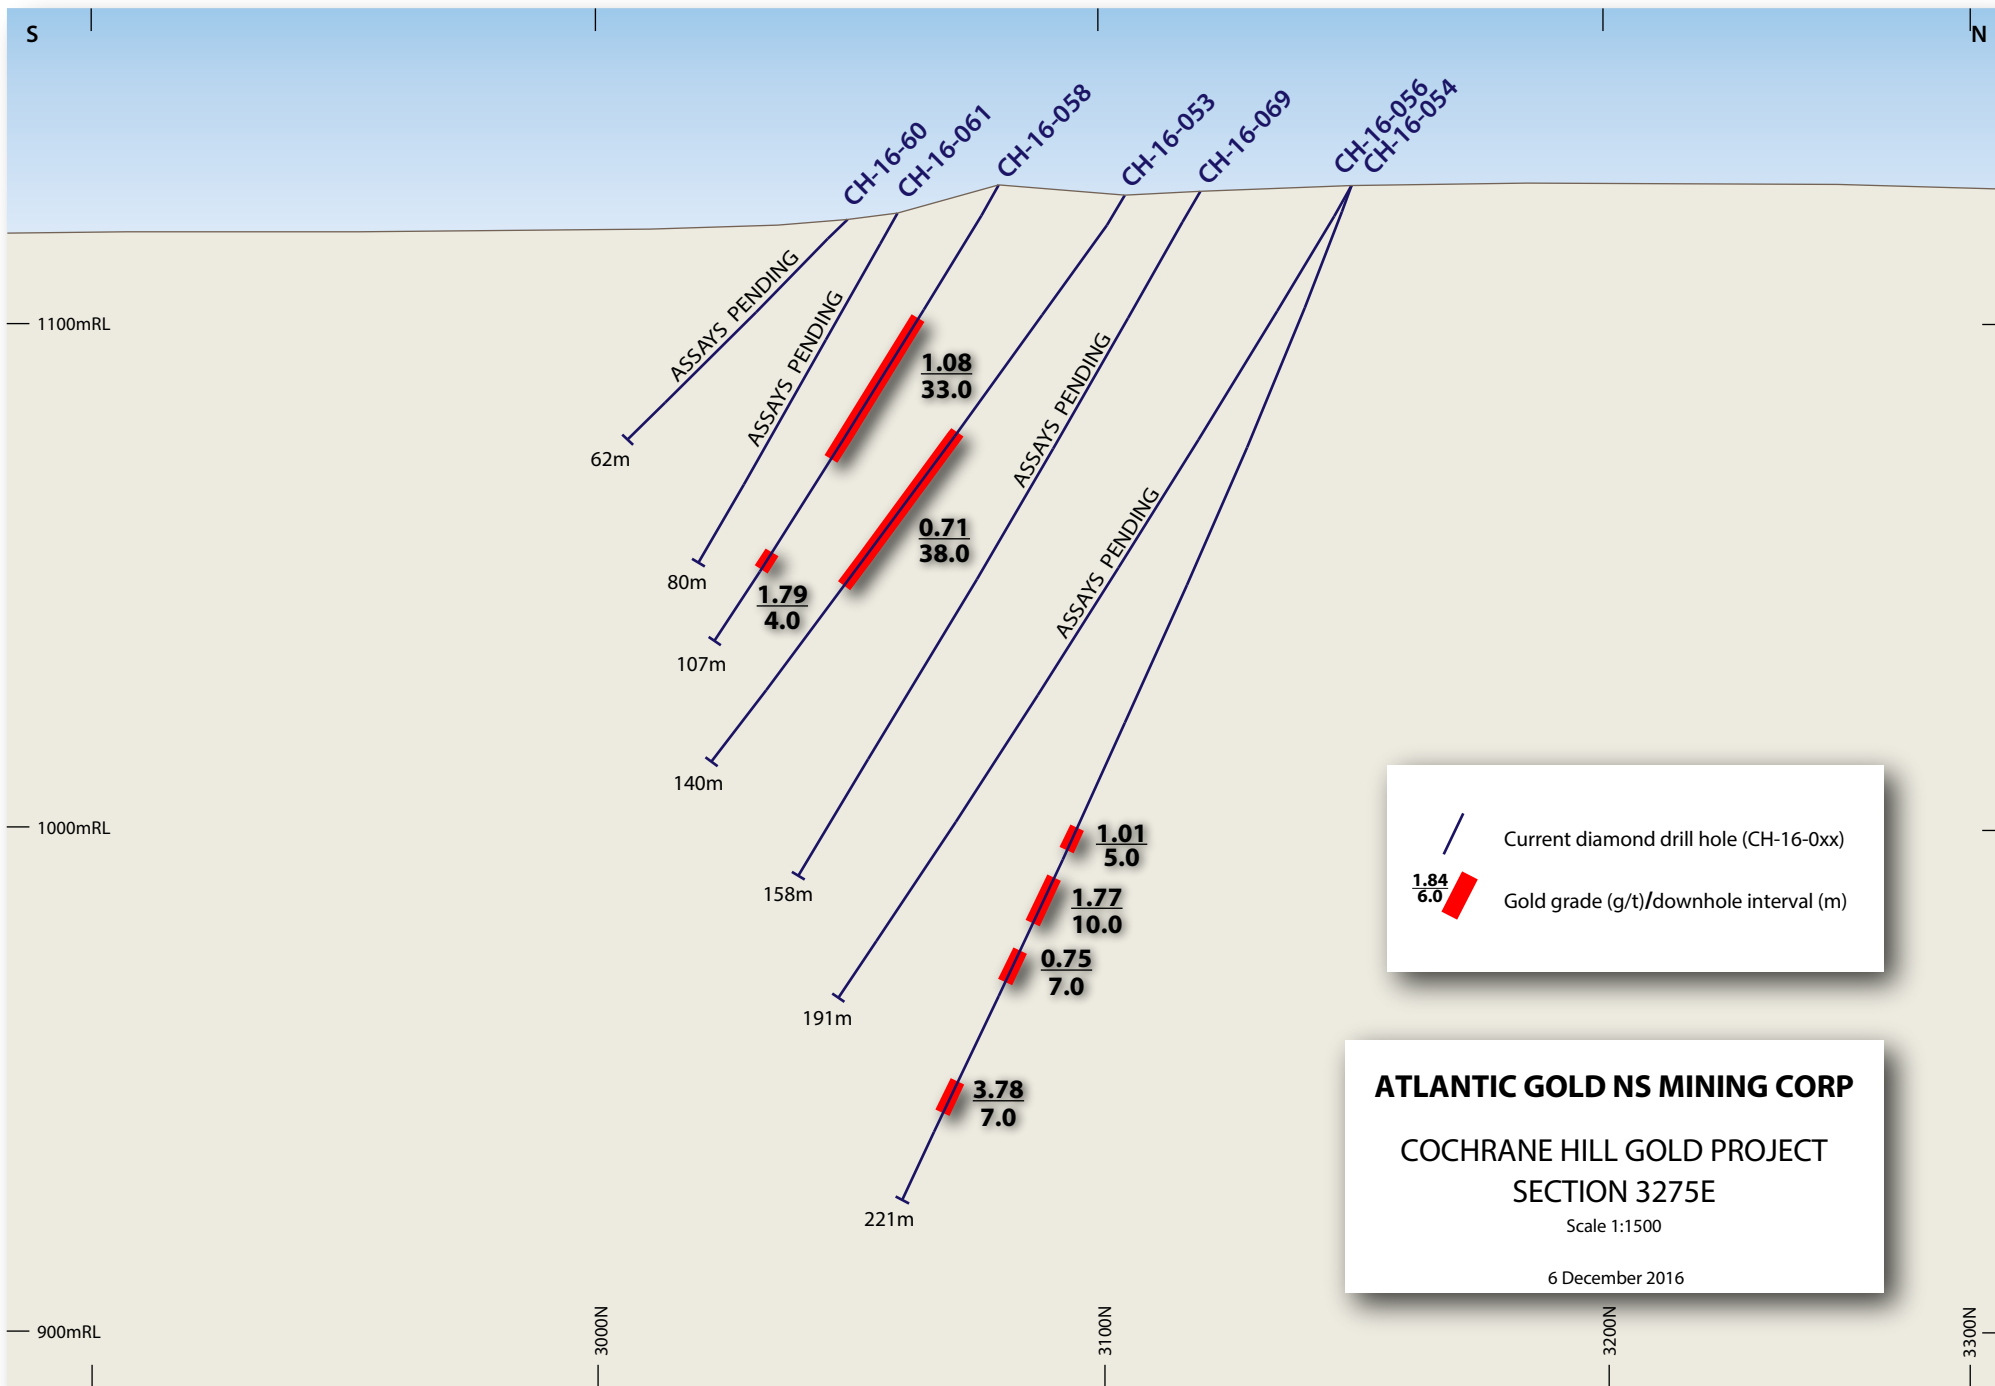 S
N
CH-16-60
CH-16-061
CH-16-058
CH-16-053
CH-16-069
CH-16-056
CH-16-054
ASSAYS PENDING
ASSAYS PENDING
ASSAYS PENDING
ASSAYS PENDING
1100mRL
1000mRL
900mRL
1.08
33.0
0.71
38.0
1.79
4.0
62m
80m
107m
140m
158m
191m
221m
1.01
5.0
1.77
10.0
0.75
7.0
3.78
7.0
Current diamond drill hole (CH-16-0xx)
1.84
6.0
Gold grade (g/t)/downhole interval (m)
ATLANTIC GOLD NS MINING CORP
COCHRANE HILL GOLD PROJECT
SECTION 3275E
Scale 1:1500
6 December 2016
3000N
3100N
3200N
3300N